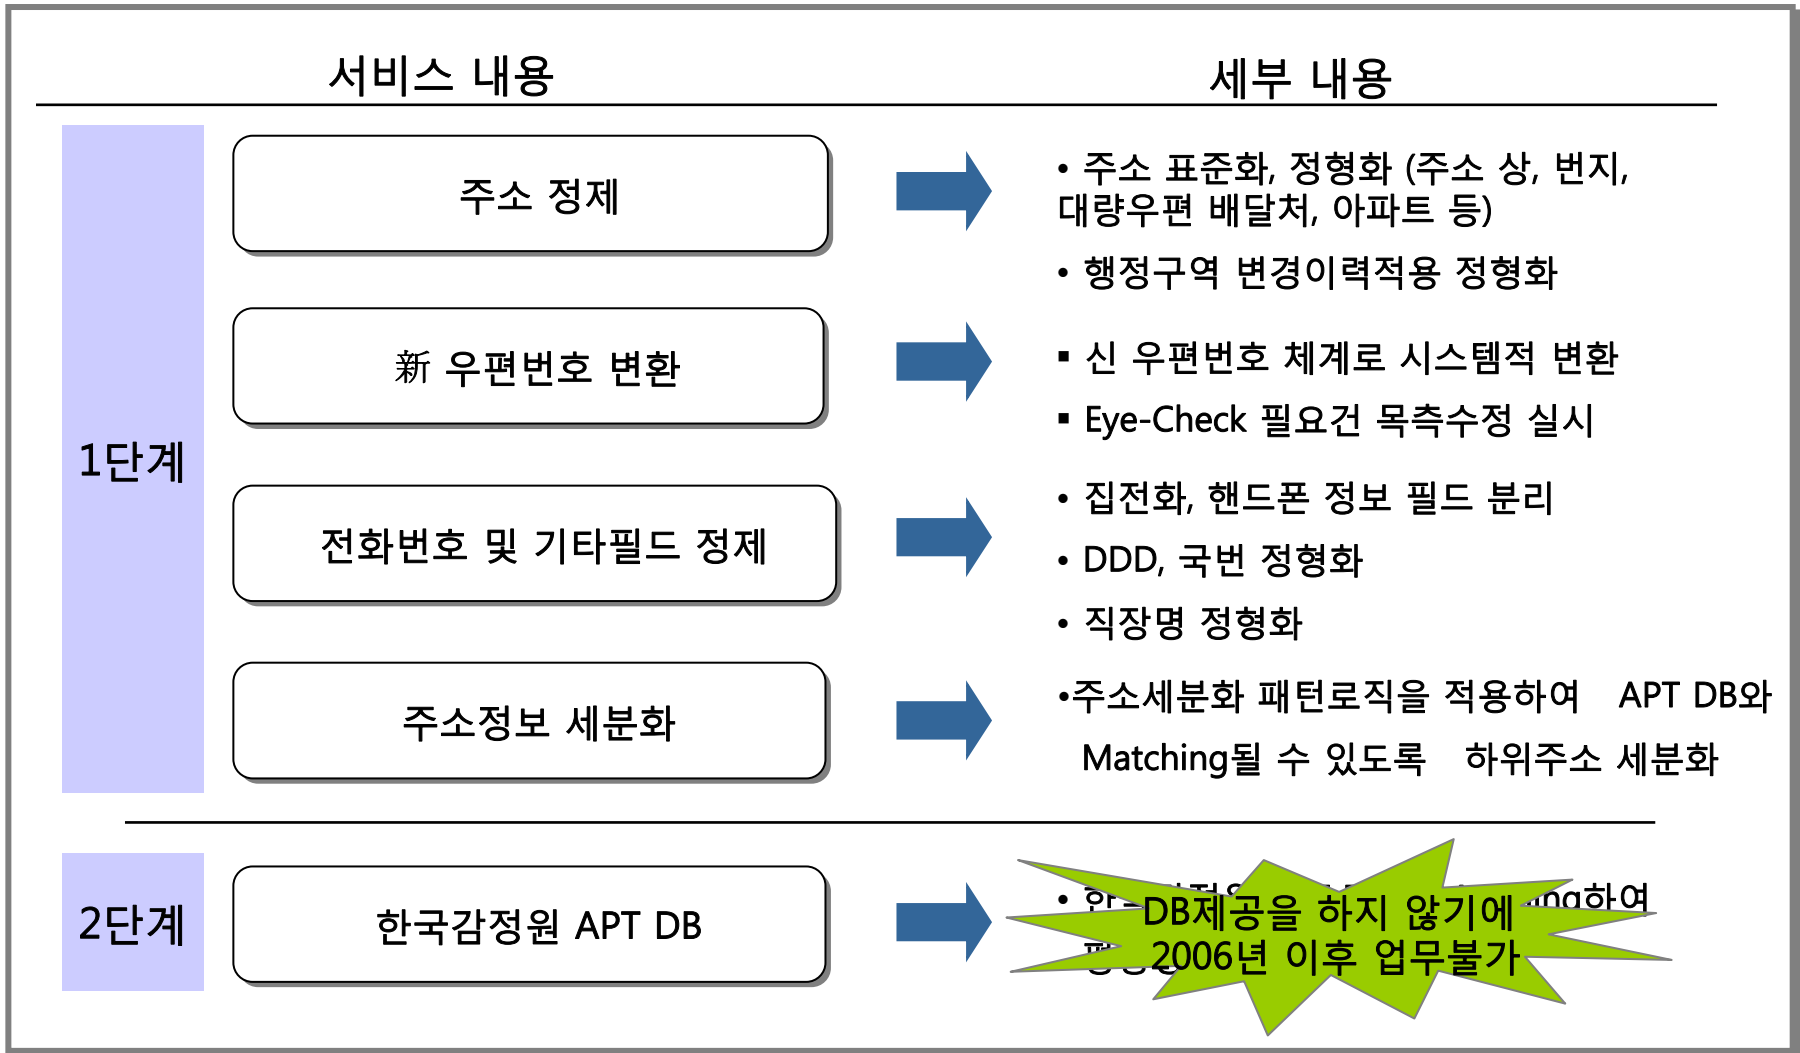 서비스 내용
세부 내용
1단계
주소 정제
• 주소 표준화, 정형화 (주소 상, 번지,
대량우편 배달처, 아파트 등)
• 행정구역 변경이력적용 정형화
新 우편번호 변환
▪ 신 우편번호 체계로 시스템적 변환
▪ Eye-Check 필요건 목측수정 실시
전화번호 및 기타필드 정제
• 집전화, 핸드폰 정보 필드 분리
• DDD, 국번 정형화
• 직장명 정형화
주소정보 세분화
•주소세분화 패턴로직을 적용하여 APT DB와
Matching될 수 있도록 하위주소 세분화
2단계
한국감정원 APT DB
DB제공을 하지 않기에
2006년 이후 업무불가